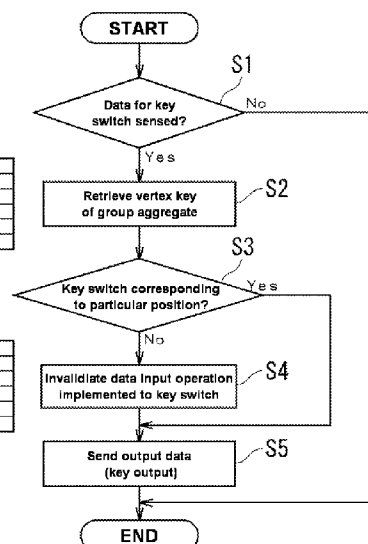 START
S1
Data for key
switch sensed?
No
Yes
S2
Retrieve vertex key
of group aggregate
S3
Key switch corresponding
to particular position?
Yes
No
S4
Invalidiate data input operation
implemented to key switch
S5
Send output data
(key output)
END